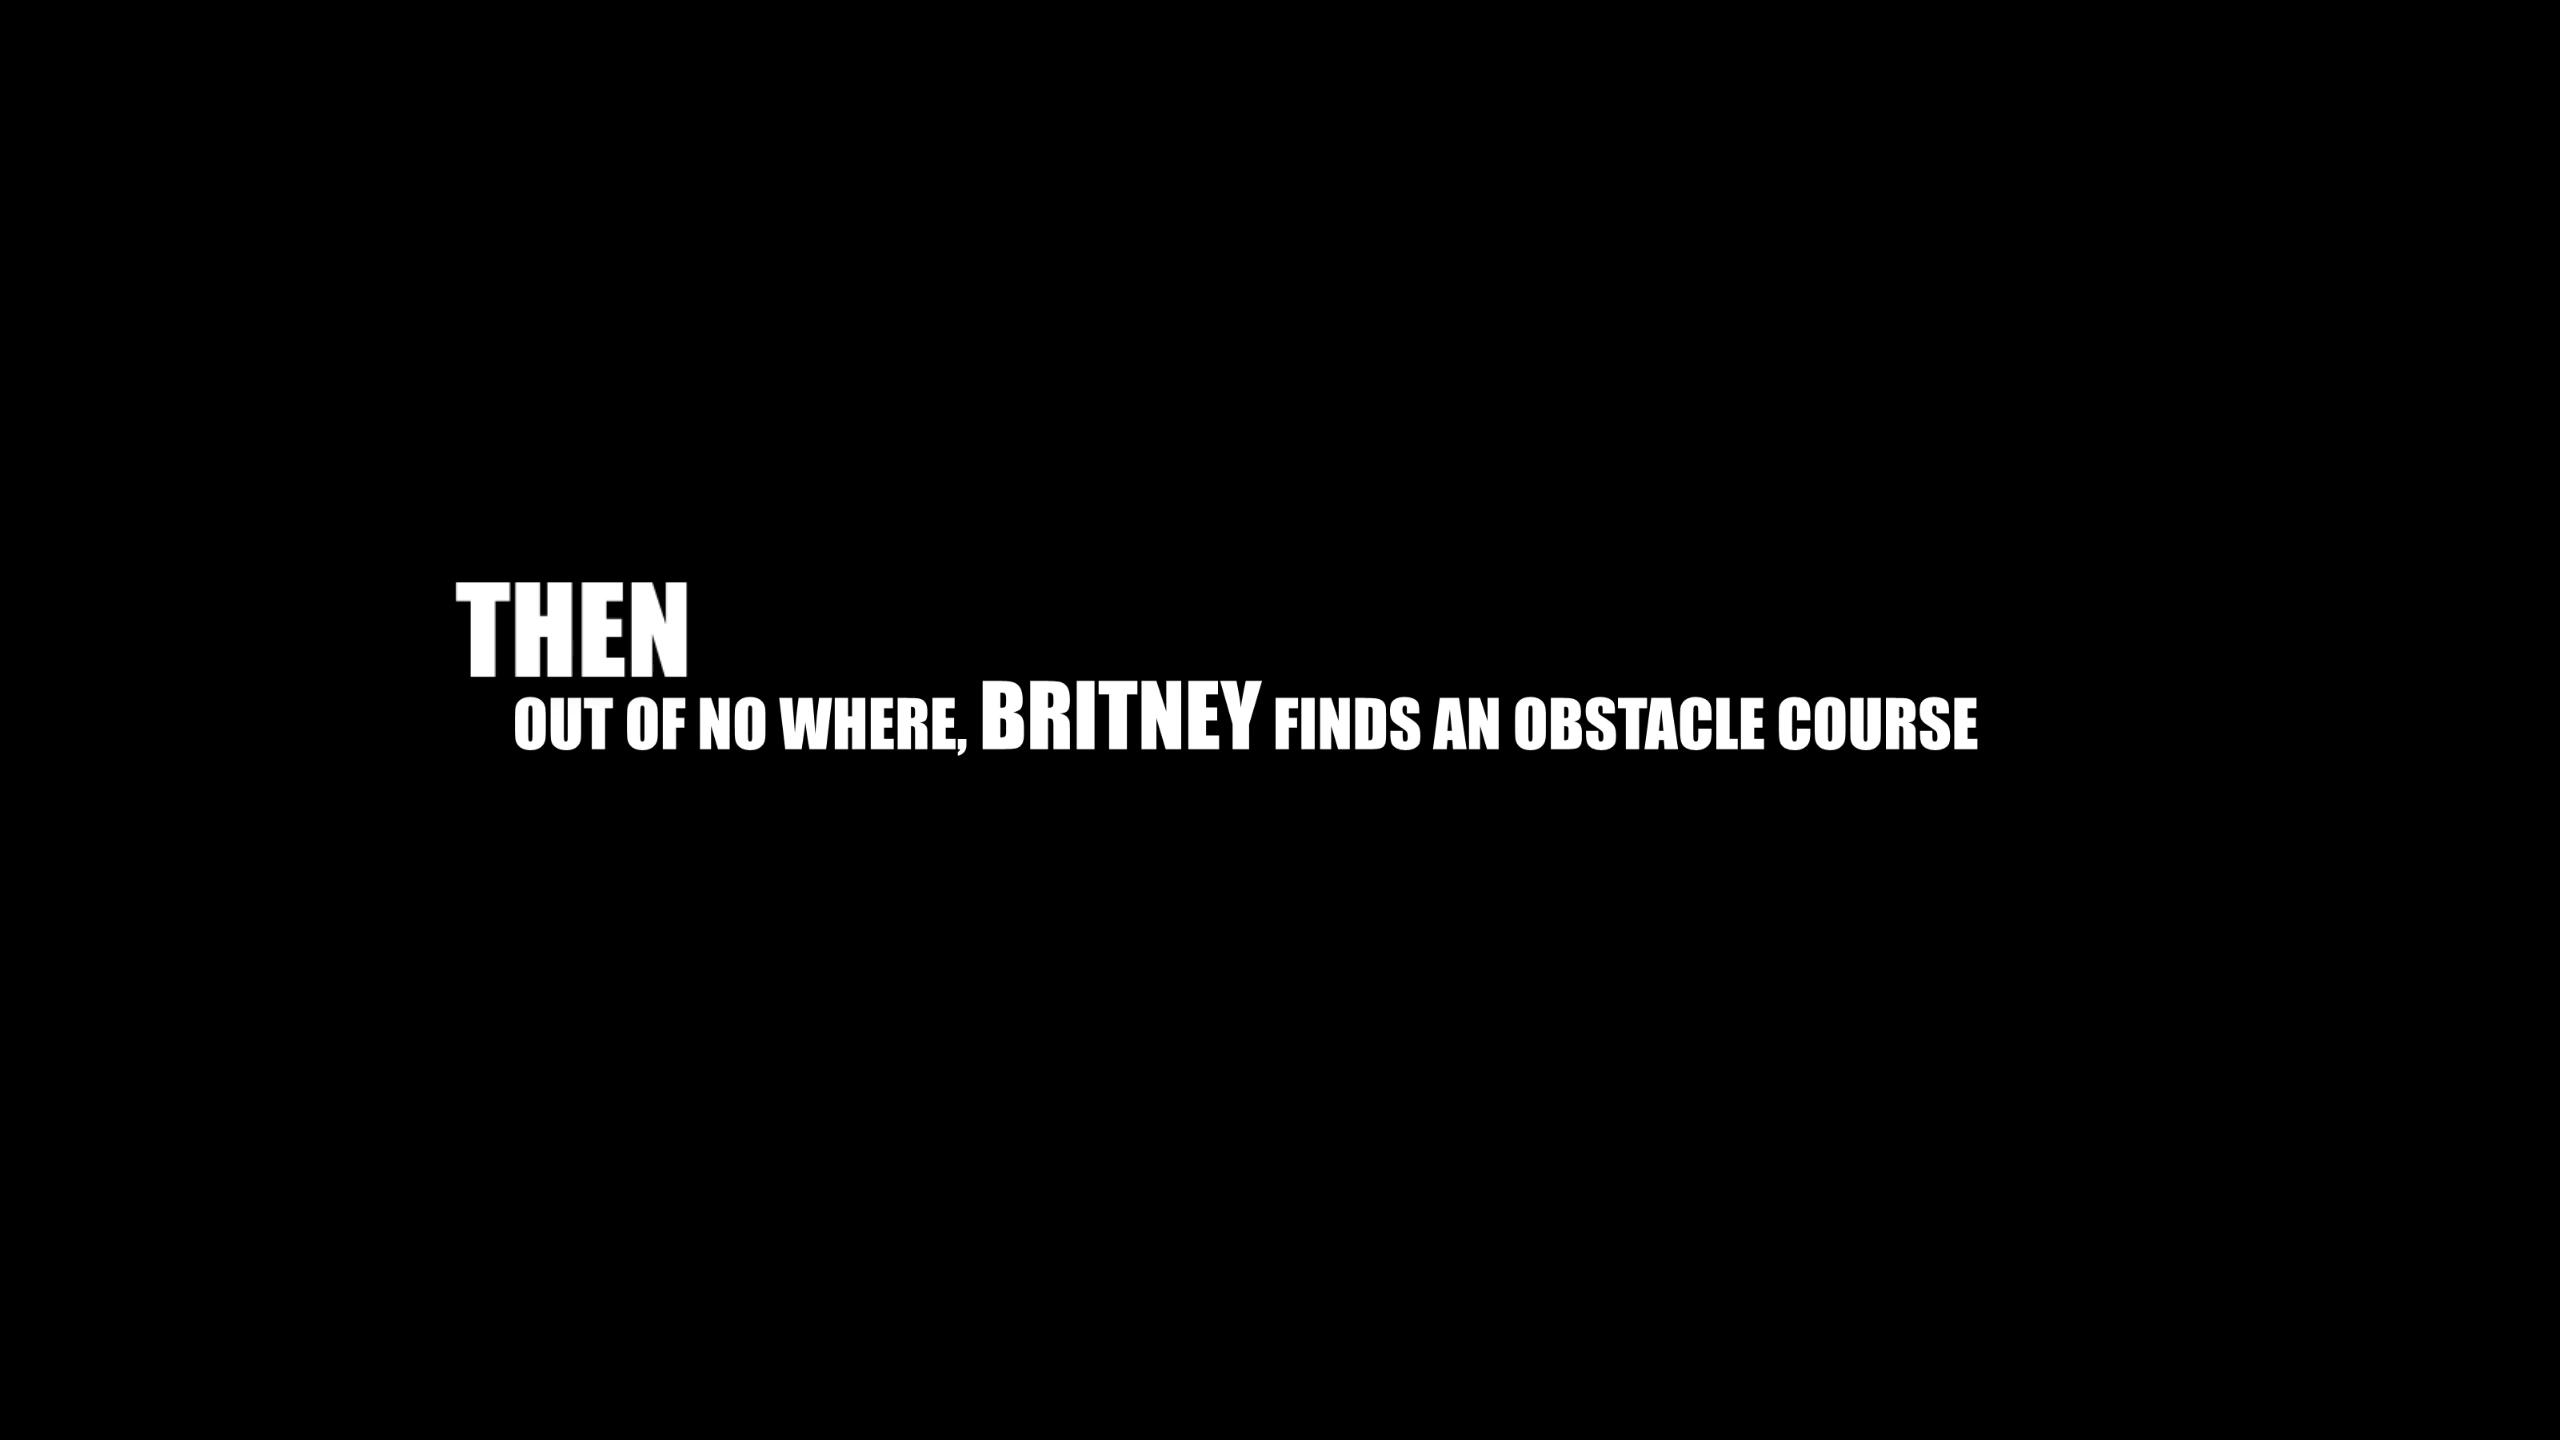 THEN
OUT OF NO WHERE, BRITNEY FINDS AN OBSTACLE COURSE